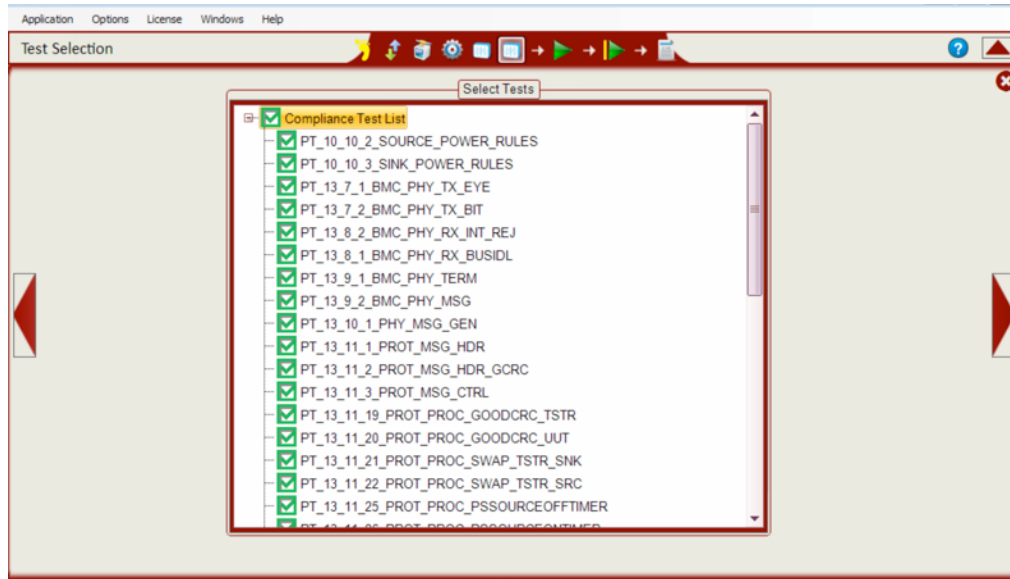 Application Options License Windows Help
Test Selection
Select Tests
Compliance Test List
PT_10_10_2_SOURCE_POWER_RULES
PT_10_10_3_SINK_POWER_RULES
PT_13_7_1_BMC_PHY_TX_EYE
PT_13_7_2_BMC_PHY_TX_BIT
PT_13_8_2_BMC_PHY_RX_INT_REJ
PT_13_8_1_BMC_PHY_RX_BUSIDL
PT_13_9_1_BMC_PHY_TERM
PT_13_9_2_BMC_PHY_MSG
PT_13_10_1_PHY_MSG_GEN
PT_13_11_1_PROT_MSG_HDR
PT_13_11_2_PROT_MSG_HDR_GCRC
PT_13_11_3_PROT_MSG_CTRL
PT_13_11_19_PROT_PROC_GOODCRC_TSTR
PT_13_11_20_PROT_PROC_GOODCRC_UUT
PT_13_11_21_PROT_PROC_SWAP_TSTR_SNK
PT_13_11_22_PROT_PROC_SWAP_TSTR_SRC
PT_13_11_25_PROT_PROC_PSSOURCEOFFTIMER